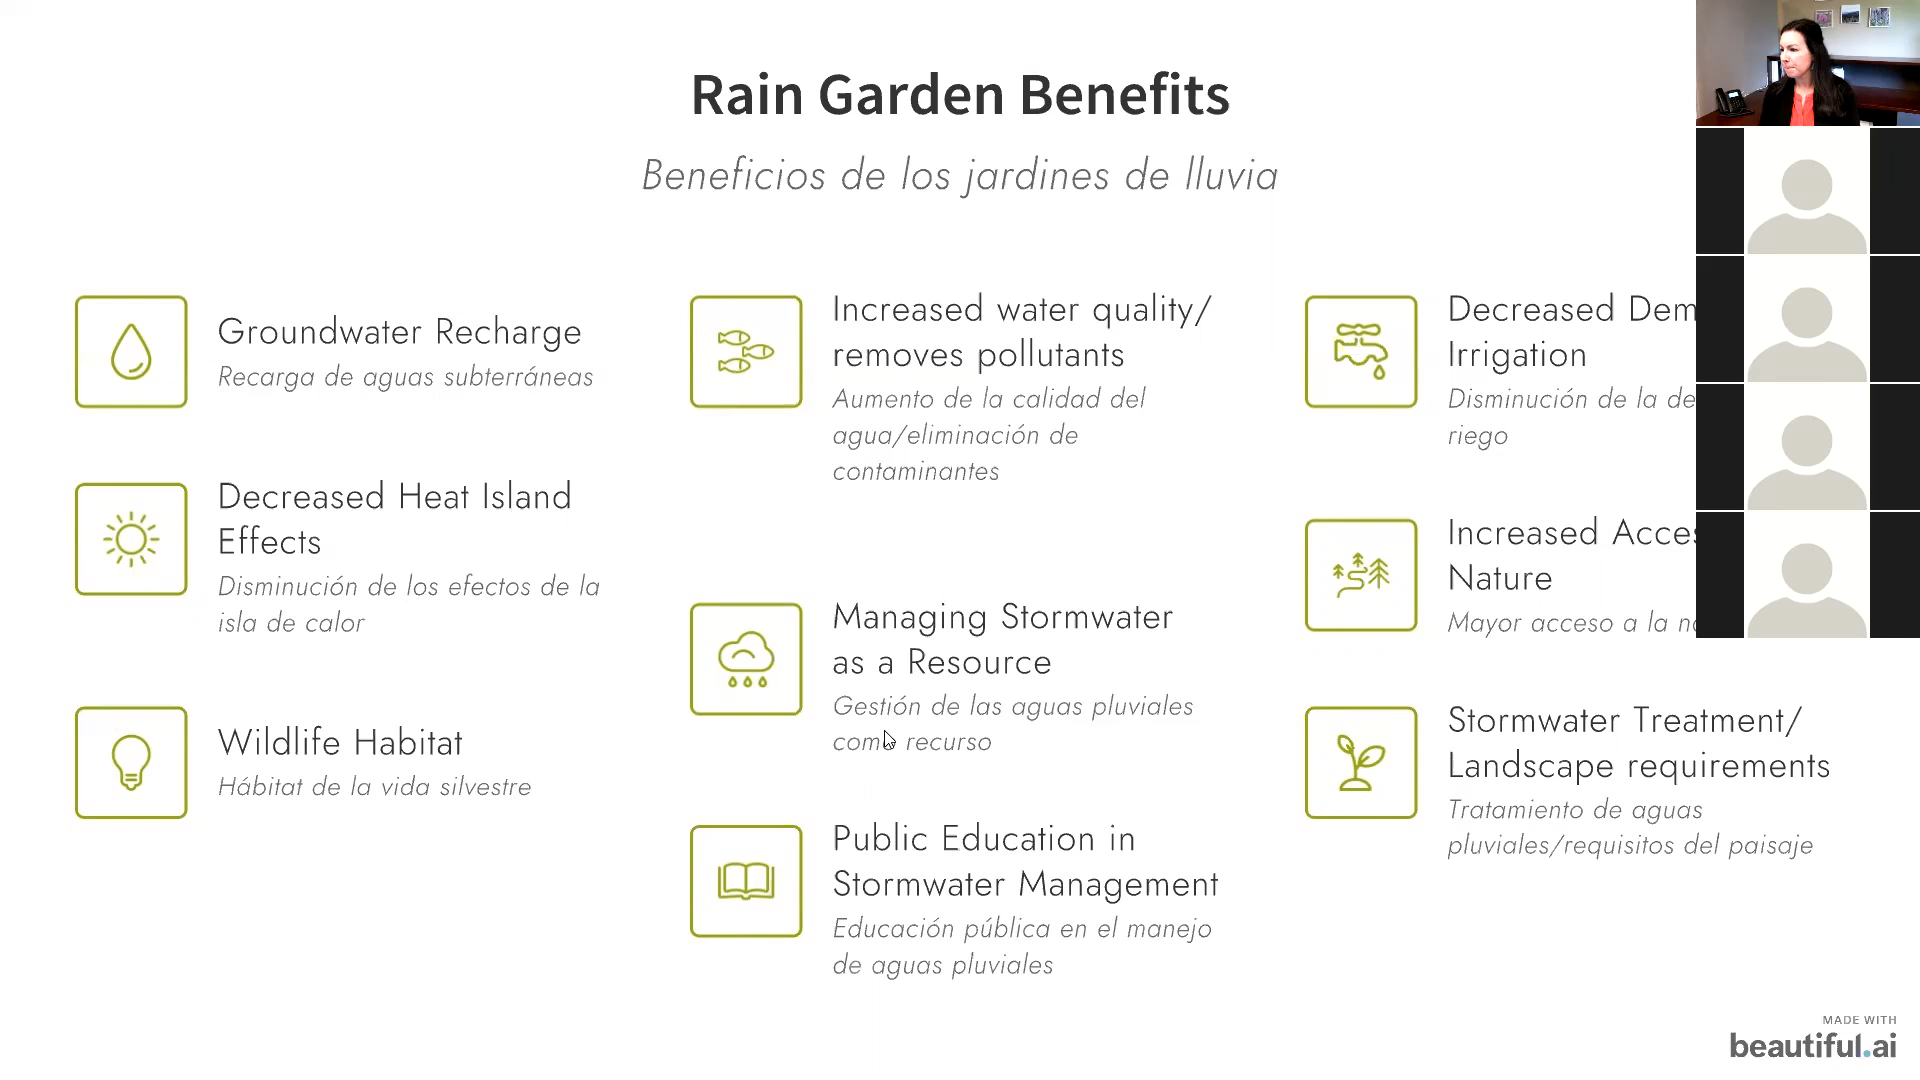 Rain Garden Benefits
Beneficios de los jardines de lluvia
Groundwater Recharge
Recarga de aguas subterráneas
Decreased Heat Island
Effects
Disminución de los efectos de la
isla de calor
Wildlife Habitat
Hábitat de la vida silvestre
Increased water quality/
removes pollutants
Aumento de la calidad del
agua/eliminación de
contaminantes
Managing Stormwater
as a Resource
Gestión de las aguas pluviales
como recurso
Public Education in
Stormwater Management
Educación pública en el manejo
de aguas pluviales
Decreased
Irrigation
Disminución de la
riego
Increased
Nature
Mayor acceso a la
Stormwater Treatment/
Landscape requirements
Tratamiento de aguas
pluviales/requisitos del paisaje
MADE WITH
beautiful.ai